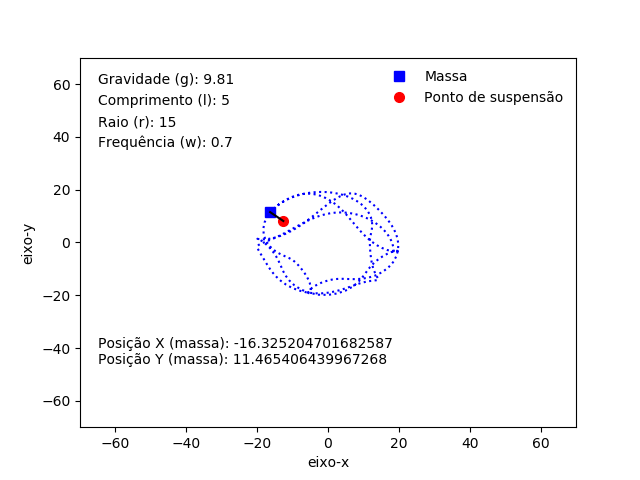 Gravidade (g): 9.81
Comprimento (l): 5
Raio (r): 15
Frequência (w): 0.7
Massa
Ponto de suspensão
60
40
20
0
−20
−40
−60
eixo-y
Posição X (massa): -16.325204701682587
Posição Y (massa): 11.465406439967268
−60 −40 −20 0 20 40 60
eixo-x